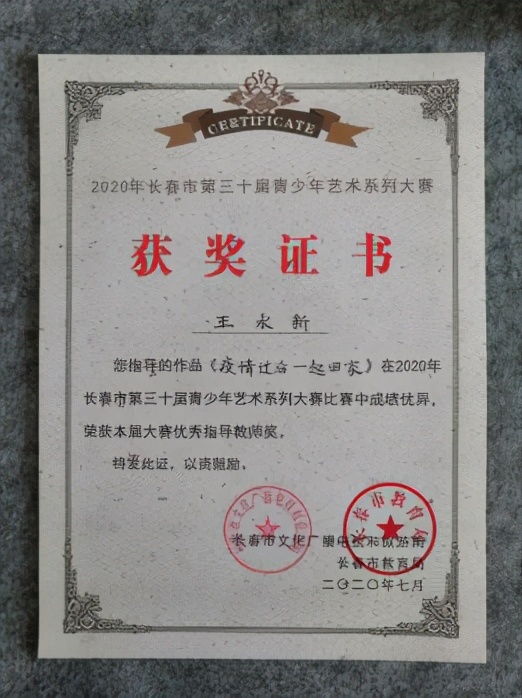 CERTIFICATE
2020年长春市第三十届青少年艺术系列大赛
获奖证书
王永新
您指导的作品《疫情过后一起回家》在2020年
长春市第三十届青少年艺术系列大赛比赛中成绩优异，
荣获本届大赛优秀指导教师奖。
特发此证，以资鼓励。
长春市文化广播电视和旅游局
长春市教育局
二〇二〇年七月
长春市教育局